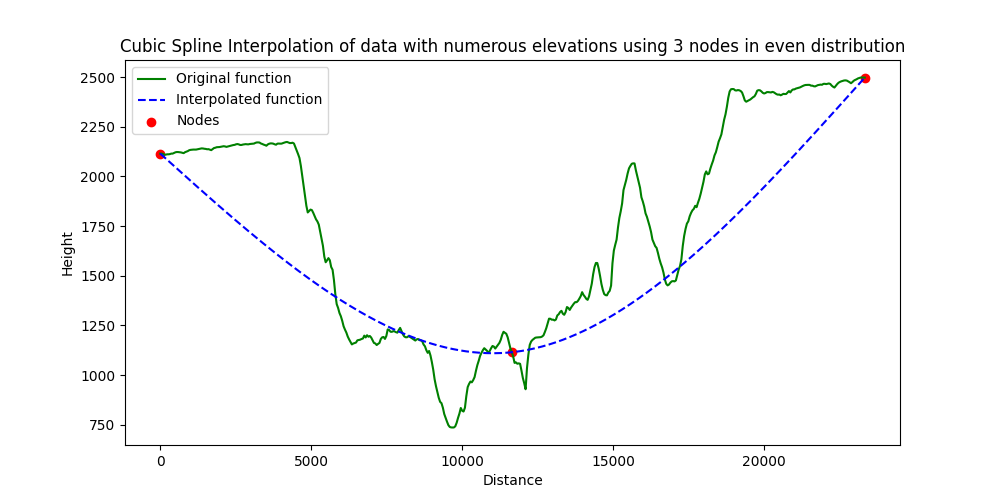 Cubic Spline Interpolation of data with numerous elevations using 3 nodes in even distribution
Original function
Interpolated function
Nodes
2500
2250
2000
1750
1500
1250
1000
750
Height
0 5000 10000 15000 20000
Distance